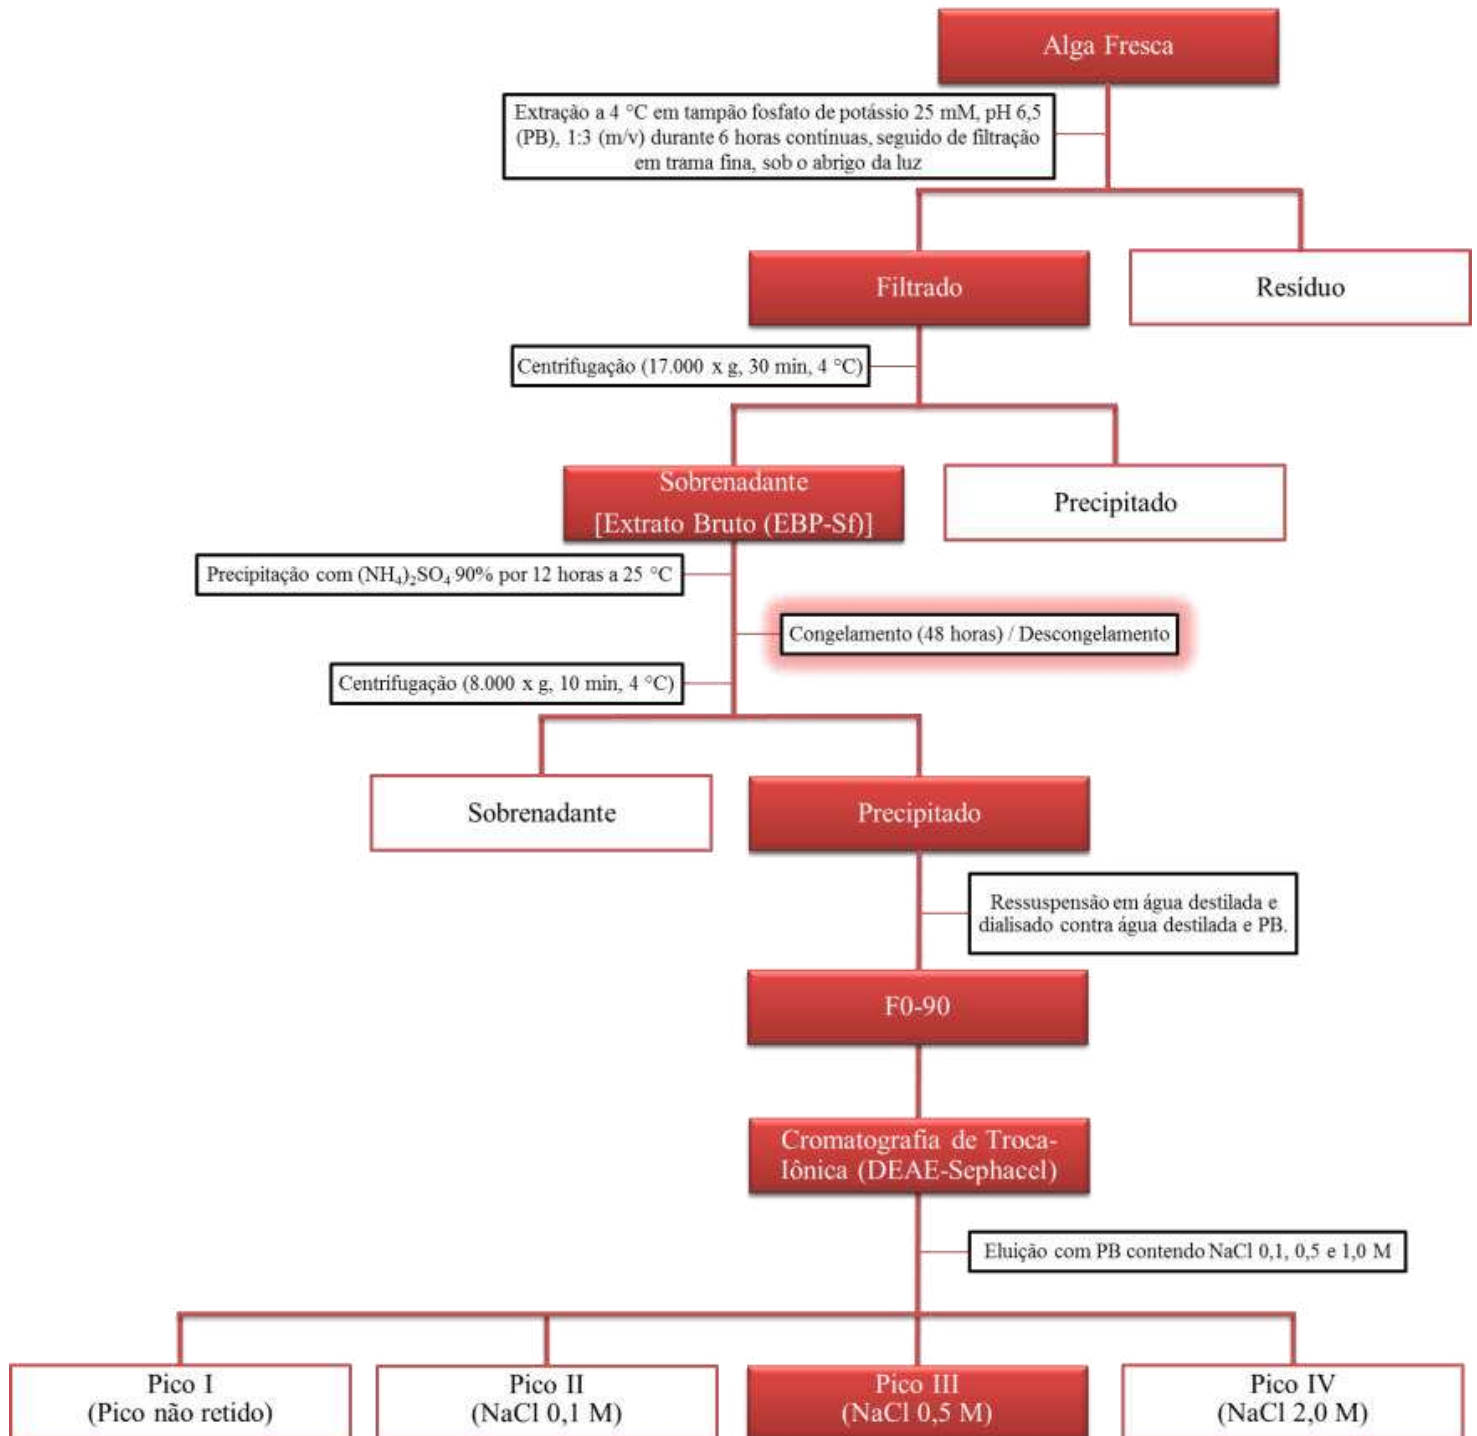 Alga Fresca
Extração a 4 °C em tampão fosfato de potássio 25 mM, pH 6,5
(PB), 1:3 (m/v) durante 6 horas contínuas, seguido de filtração
em trama fina, sob o abrigo da luz
Filtrado
Resíduo
Centrifugação (17.000 x g, 30 min, 4 °C)
Sobrenadante
[Extrato Bruto (EBP-Sf)]
Precipitado
Precipitação com (NH₄)₂SO₄ 90% por 12 horas a 25 °C
Congelamento (48 horas) / Descongelamento
Centrifugação (8.000 x g, 10 min, 4 °C)
Sobrenadante
Precipitado
Ressuspensão em água destilada e
dialisado contra água destilada e PB.
F0-90
Cromatografia de Troca-
Iônica (DEAE-Sephacel)
Eluição com PB contendo NaCl 0,1, 0,5 e 1,0 M
Pico I
(Pico não retido)
Pico II
(NaCl 0,1 M)
Pico III
(NaCl 0,5 M)
Pico IV
(NaCl 2,0 M)